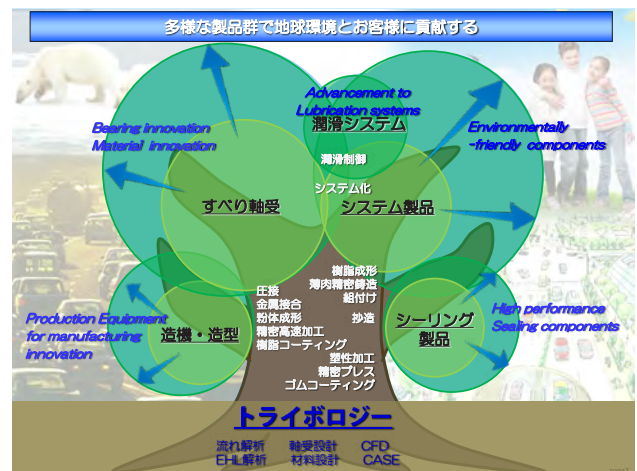 多様な製品群で地球環境とお客様に貢献する
Advancement to
Lubrication systems
潤滑システム
Bearing innovation
Material innovation
Environmentally
-friendly components
潤滑制御
システム化
すべり軸受
システム製品
樹脂成形
薄肉精密鋳造
組付け
圧接
金属接合
粉体成形
抄造
精密高速加工
樹脂コーティング
塑性加工
精密プレス
ゴムコーティング
Production Equipment
for manufacturing
innovation
造機・造型
シーリング
製品
High performance
Sealing components
トライボロジー
流れ解析 軸受設計 CFD
EHL解析 材料設計 CASE